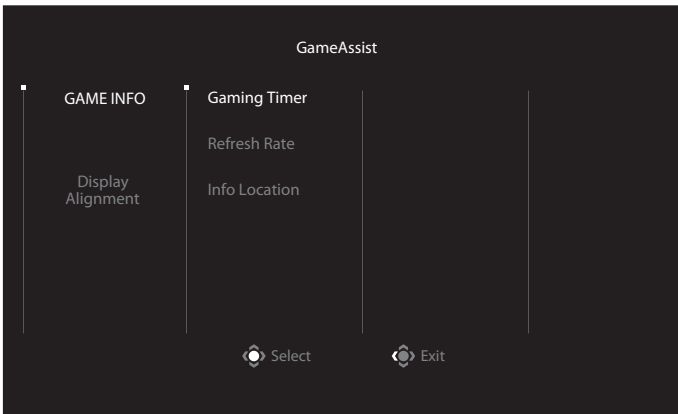 GameAssist
GAME INFO
Gaming Timer
Refresh Rate
Display
Alignment
Info Location
Select
Exit